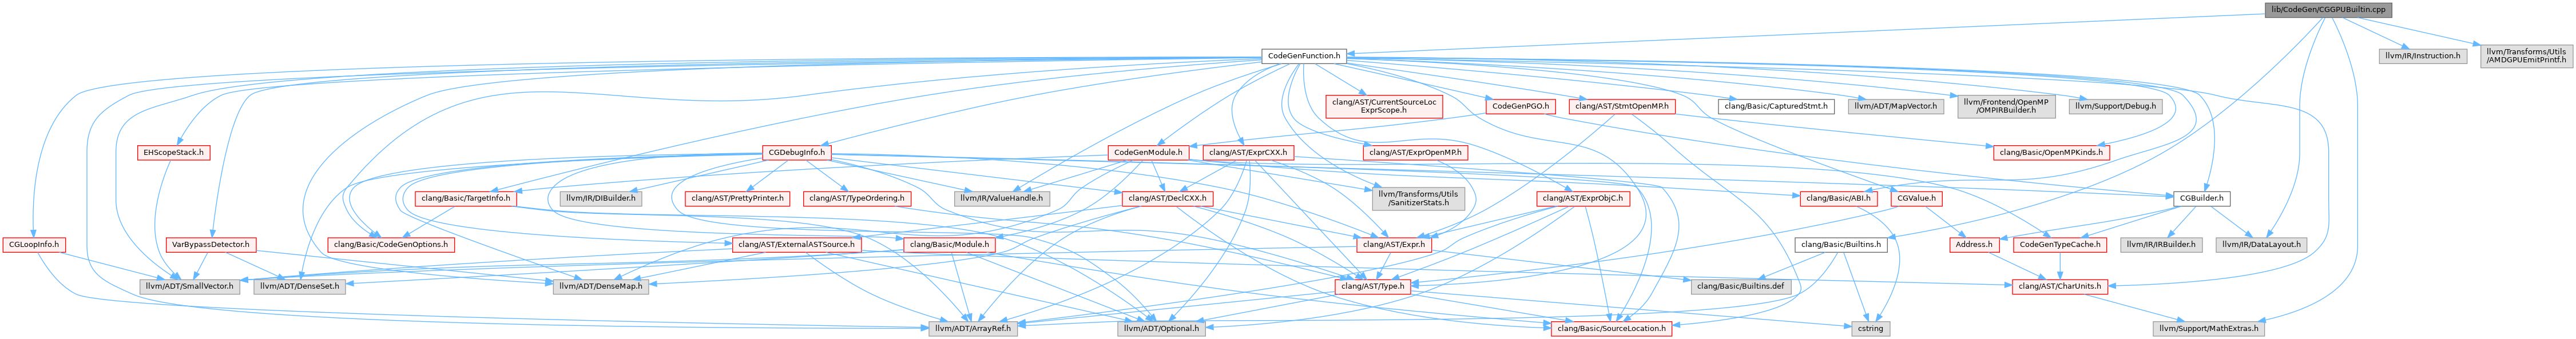 lib/CodeGen/CGGPUBuiltin.cpp
CodeGenFunction.h
llvm/IR/Instruction.h
llvm/Transforms/Utils
/AMDGPUEmitPrintf.h
clang/AST/CurrentSourceLoc
ExprScope.h
CodeGenPGO.h
clang/AST/StmtOpenMP.h
clang/Basic/CapturedStmt.h
llvm/ADT/MapVector.h
llvm/Frontend/OpenMP
/OMPIRBuilder.h
llvm/Support/Debug.h
EHScopeStack.h
CGDebugInfo.h
CodeGenModule.h
clang/AST/ExprCXX.h
clang/AST/ExprOpenMP.h
clang/Basic/OpenMPKinds.h
clang/Basic/TargetInfo.h
llvm/IR/DIBuilder.h
clang/AST/PrettyPrinter.h
clang/AST/TypeOrdering.h
llvm/IR/ValueHandle.h
clang/AST/DeclCXX.h
llvm/Transforms/Utils
/SanitizerStats.h
clang/AST/ExprObjC.h
clang/Basic/ABI.h
CGValue.h
CGBuilder.h
CGLoopInfo.h
VarBypassDetector.h
clang/Basic/CodeGenOptions.h
clang/AST/ExternalASTSource.h
clang/Basic/Module.h
clang/AST/Expr.h
clang/Basic/Builtins.h
Address.h
CodeGenTypeCache.h
llvm/IR/IRBuilder.h
llvm/IR/DataLayout.h
llvm/ADT/SmallVector.h
llvm/ADT/DenseSet.h
llvm/ADT/DenseMap.h
clang/AST/Type.h
clang/Basic/Builtins.def
clang/AST/CharUnits.h
llvm/ADT/ArrayRef.h
llvm/ADT/Optional.h
clang/Basic/SourceLocation.h
cstring
llvm/Support/MathExtras.h